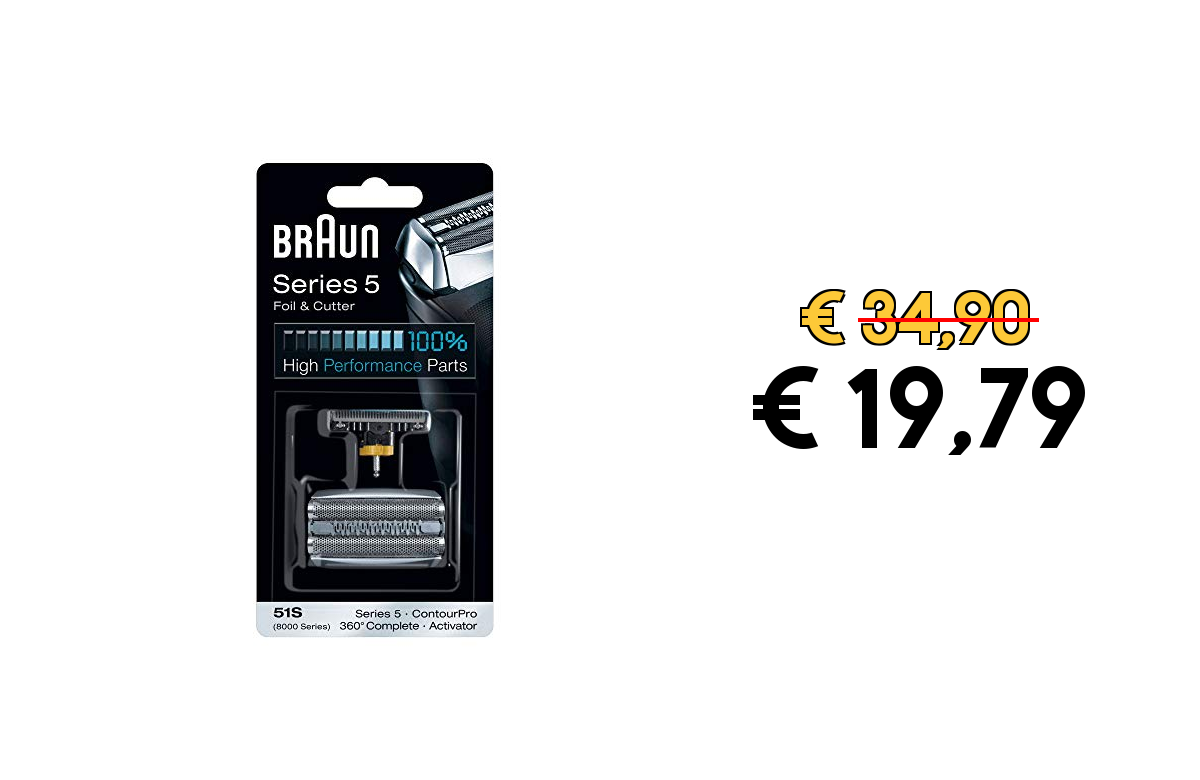 BRAUN
Series 5
Foil & Cutter
100%
High Performance Parts
51S
(8000 Series)
Series 5 · ContourPro
360° Complete · Activator
€ 34,90
€ 19,79